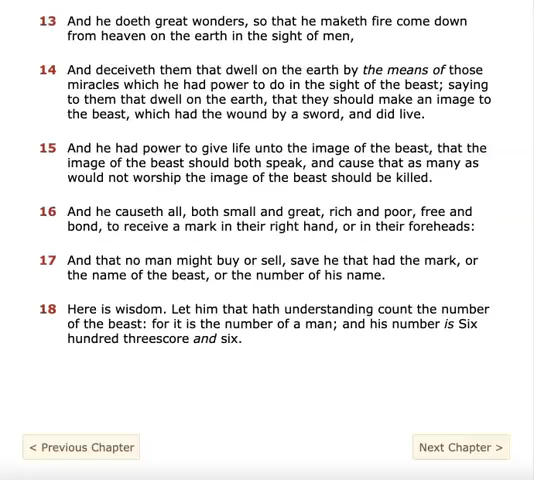 13 And he doeth great wonders, so that he maketh fire come down
from heaven on the earth in the sight of men,
14 And deceiveth them that dwell on the earth by the means of those
miracles which he had power to do in the sight of the beast; saying
to them that dwell on the earth, that they should make an image to
the beast, which had the wound by a sword, and did live.
15 And he had power to give life unto the image of the beast, that the
image of the beast should both speak, and cause that as many as
would not worship the image of the beast should be killed.
16 And he causeth all, both small and great, rich and poor, free and
bond, to receive a mark in their right hand, or in their foreheads:
17 And that no man might buy or sell, save he that had the mark, or
the name of the beast, or the number of his name.
18 Here is wisdom. Let him that hath understanding count the number
of the beast: for it is the number of a man; and his number is Six
hundred threescore and six.
< Previous Chapter
Next Chapter >